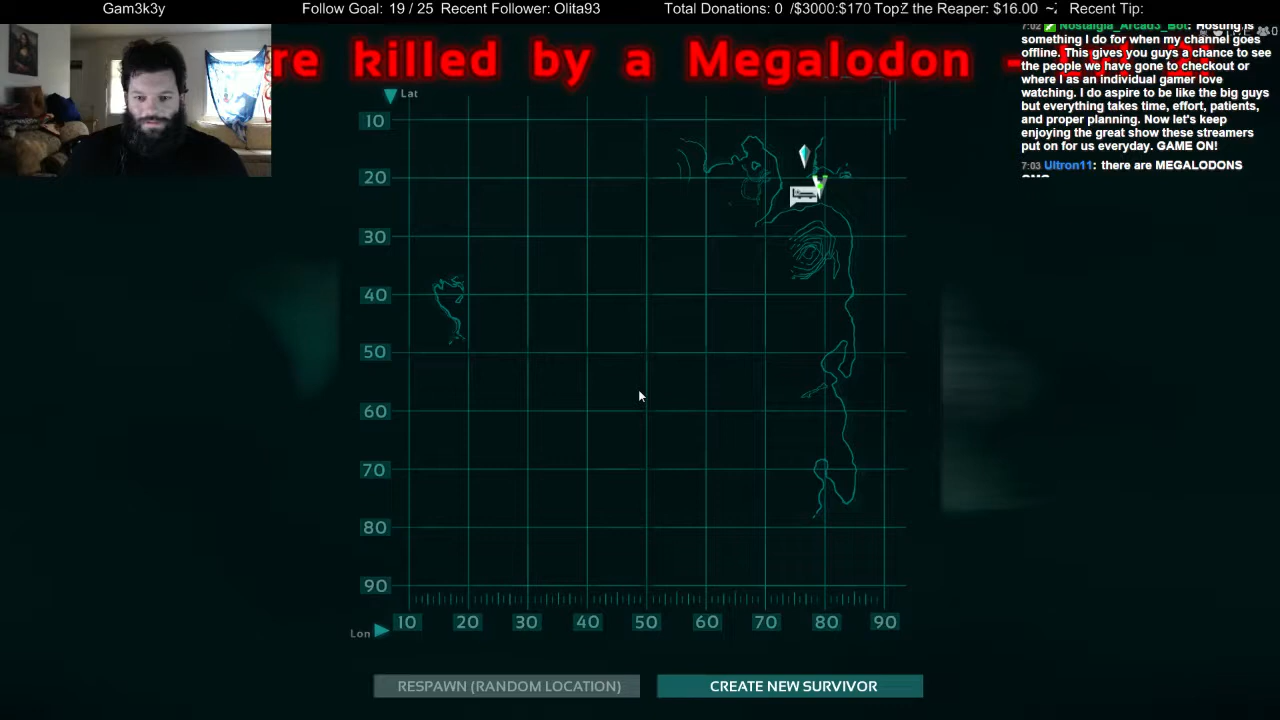 Gam3k3y
Follow Goal: 19 / 25 Recent Follower: Olita93
Total Donations: 0 /$3000:$170 TopZ the Reaper: $16.00 ~
Recent Tip:
re killed by a Megalodon -
7:02 Nostalgia_Arcad3_Bot: Hosting is
something I do for when my channel goes
offline. This gives you guys a chance to see
the people we have gone to checkout or
where I as an individual gamer love
watching. I do aspire to be like the big guys
but everything takes time, effort, patients,
and proper planning. Now let's keep
enjoying the great show these streamers
put on for us everyday. GAME ON!
7:03 Ultron11: there are MEGALODONS
Lat
10
20
30
40
50
60
70
80
90
Lon
10 20 30 40 50 60 70 80 90
RESPAWN (RANDOM LOCATION)
CREATE NEW SURVIVOR